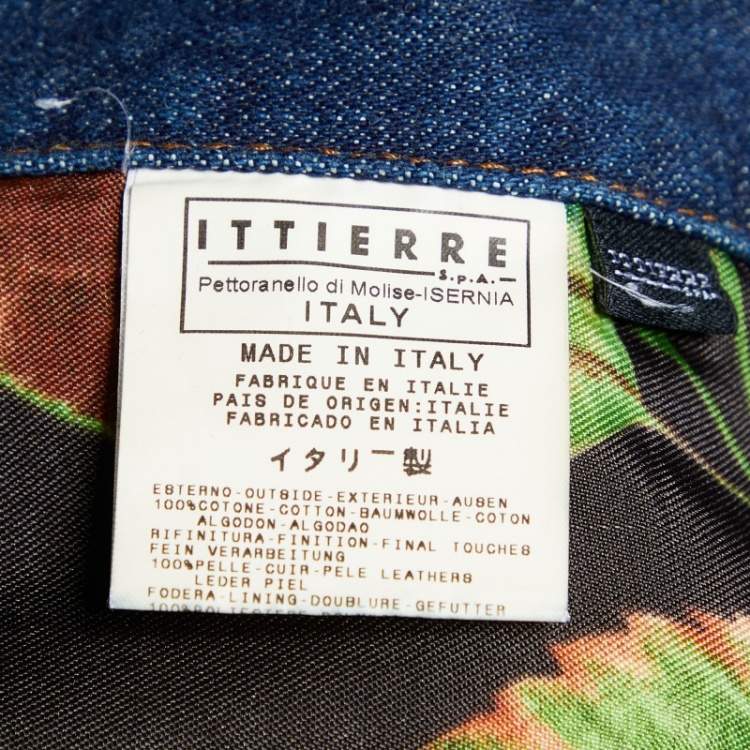 ITTIERRE
S.p.A.
Pettoranello di Molise-ISERNIA
ITALY
MADE IN ITALY
FABRIQUE EN ITALIE
PAIS DE ORIGEN:ITALIE
FABRICADO EN ITALIA
イタリー製
ESTERNO-OUTSIDE-EXTERIEUR-AUSEN
100%COTONE-COTTON-BAUMWOLLE-COTON
ALGODON-ALGODAO
RIFINITURA-FINITION-FINAL TOUCHES
FEIN VERARBEITUNG
100%PELLE-CUIR-PELE LEATHERS
LEDER PIEL
FODERA-LINING-DOUBLURE-GEFUTTER